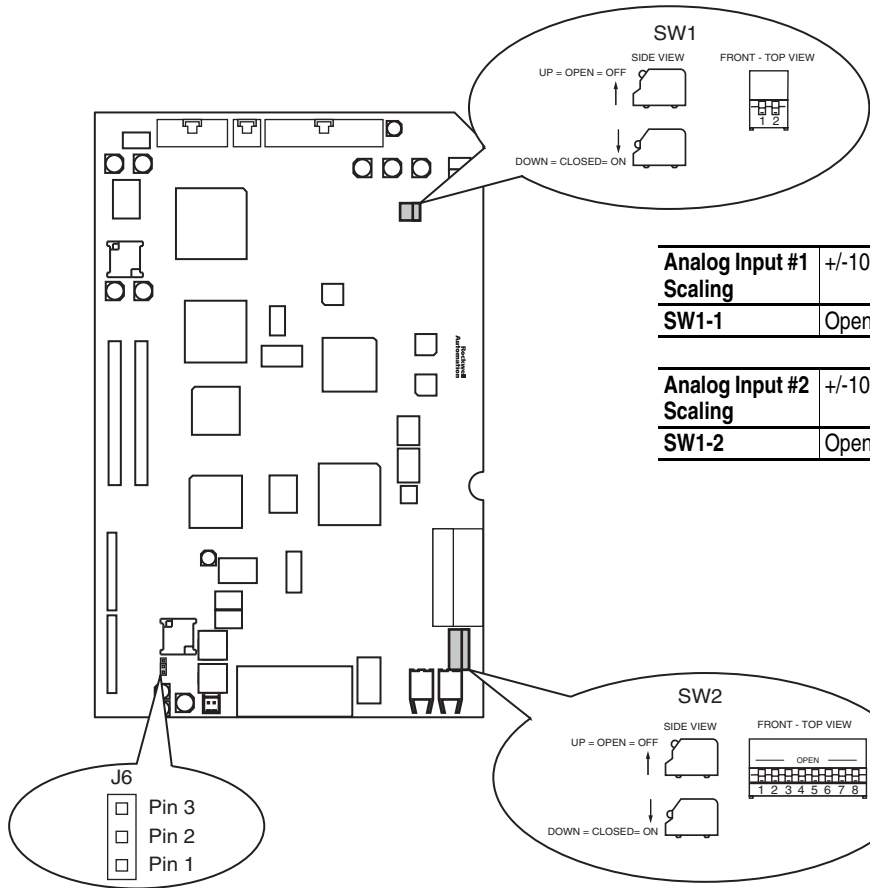 SW1
SIDE VIEW
FRONT - TOP VIEW
UP = OPEN = OFF
1 2
DOWN = CLOSED= ON
Analog Input #1 Scaling
+/-10
SW1-1
Open
Analog Input #2 Scaling
+/-10
SW1-2
Open
Rockwell
Automation
SW2
SIDE VIEW
FRONT - TOP VIEW
UP = OPEN = OFF
OPEN
1 2 3 4 5 6 7 8
DOWN = CLOSED= ON
J6
Pin 3
Pin 2
Pin 1